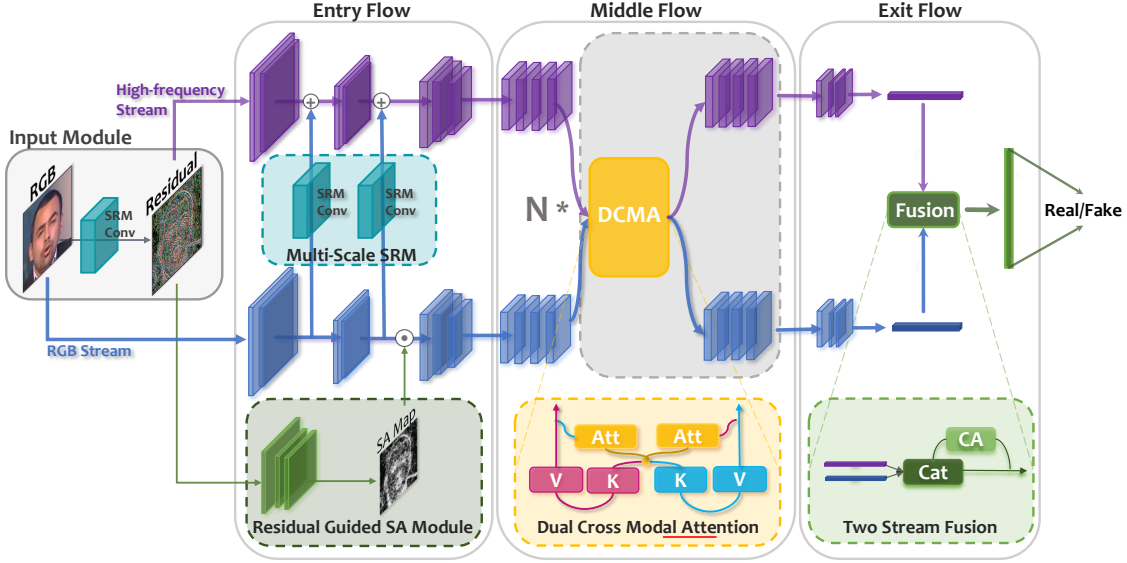 Entry Flow
Middle Flow
Exit Flow
High-frequency
Stream
Input Module
RGB
SRM
Conv
Residual
SRM
Conv
SRM
Conv
Multi-Scale SRM
N *
DCMA
Fusion
Real/Fake
RGB Stream
SA Map
Residual Guided SA Module
Att
Att
V
K
K
V
Dual Cross Modal Attention
CA
Cat
Two Stream Fusion